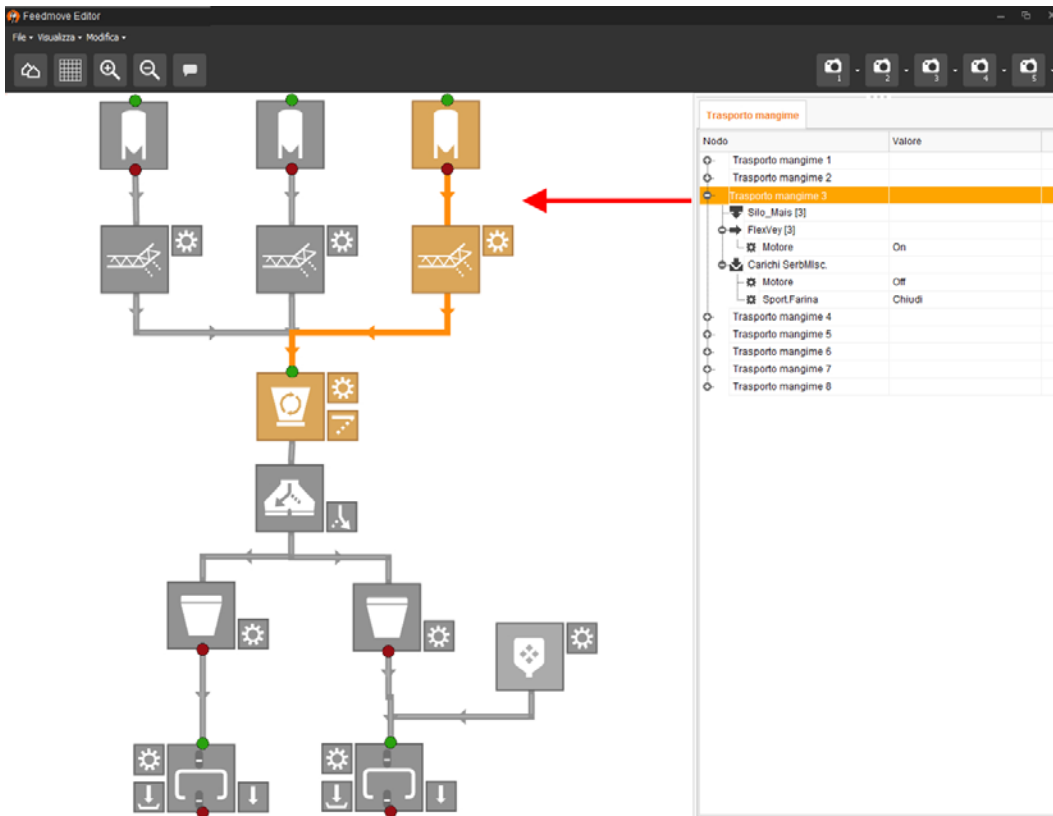 Feedmove Editor
File Visualizza Modifica
1 2 3 4 5
Trasporto mangime
Nodo Valore
Trasporto mangime 1
Trasporto mangime 2
Trasporto mangime 3
Silo_Mais [3]
FlexVey [3]
Motore On
Carichi SerbMisc.
Motore Off
Sport.Farina Chiudi
Trasporto mangime 4
Trasporto mangime 5
Trasporto mangime 6
Trasporto mangime 7
Trasporto mangime 8